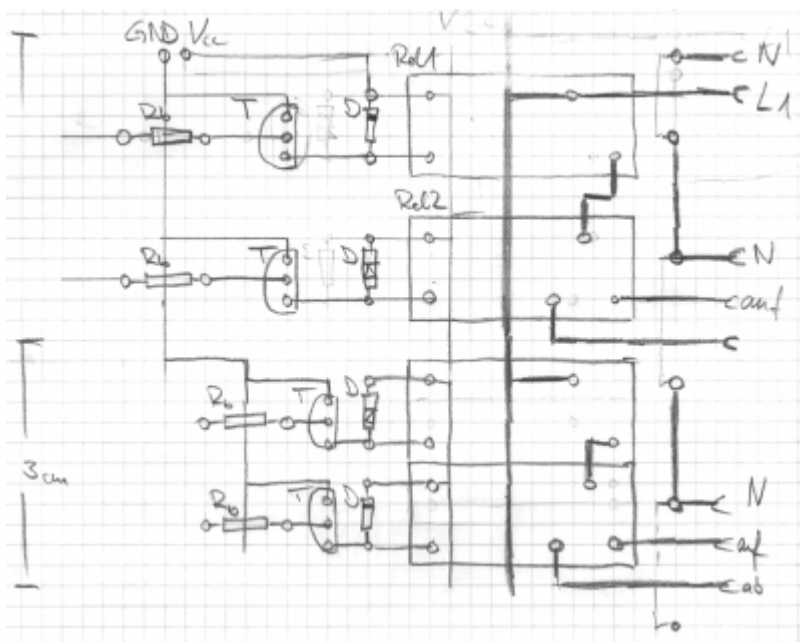 GND Vcc
Rel1
N
L1
Rb T D
Rel2
N
Rb T D
auf
Rb T D
3cm
N
Rb T D
auf
ab